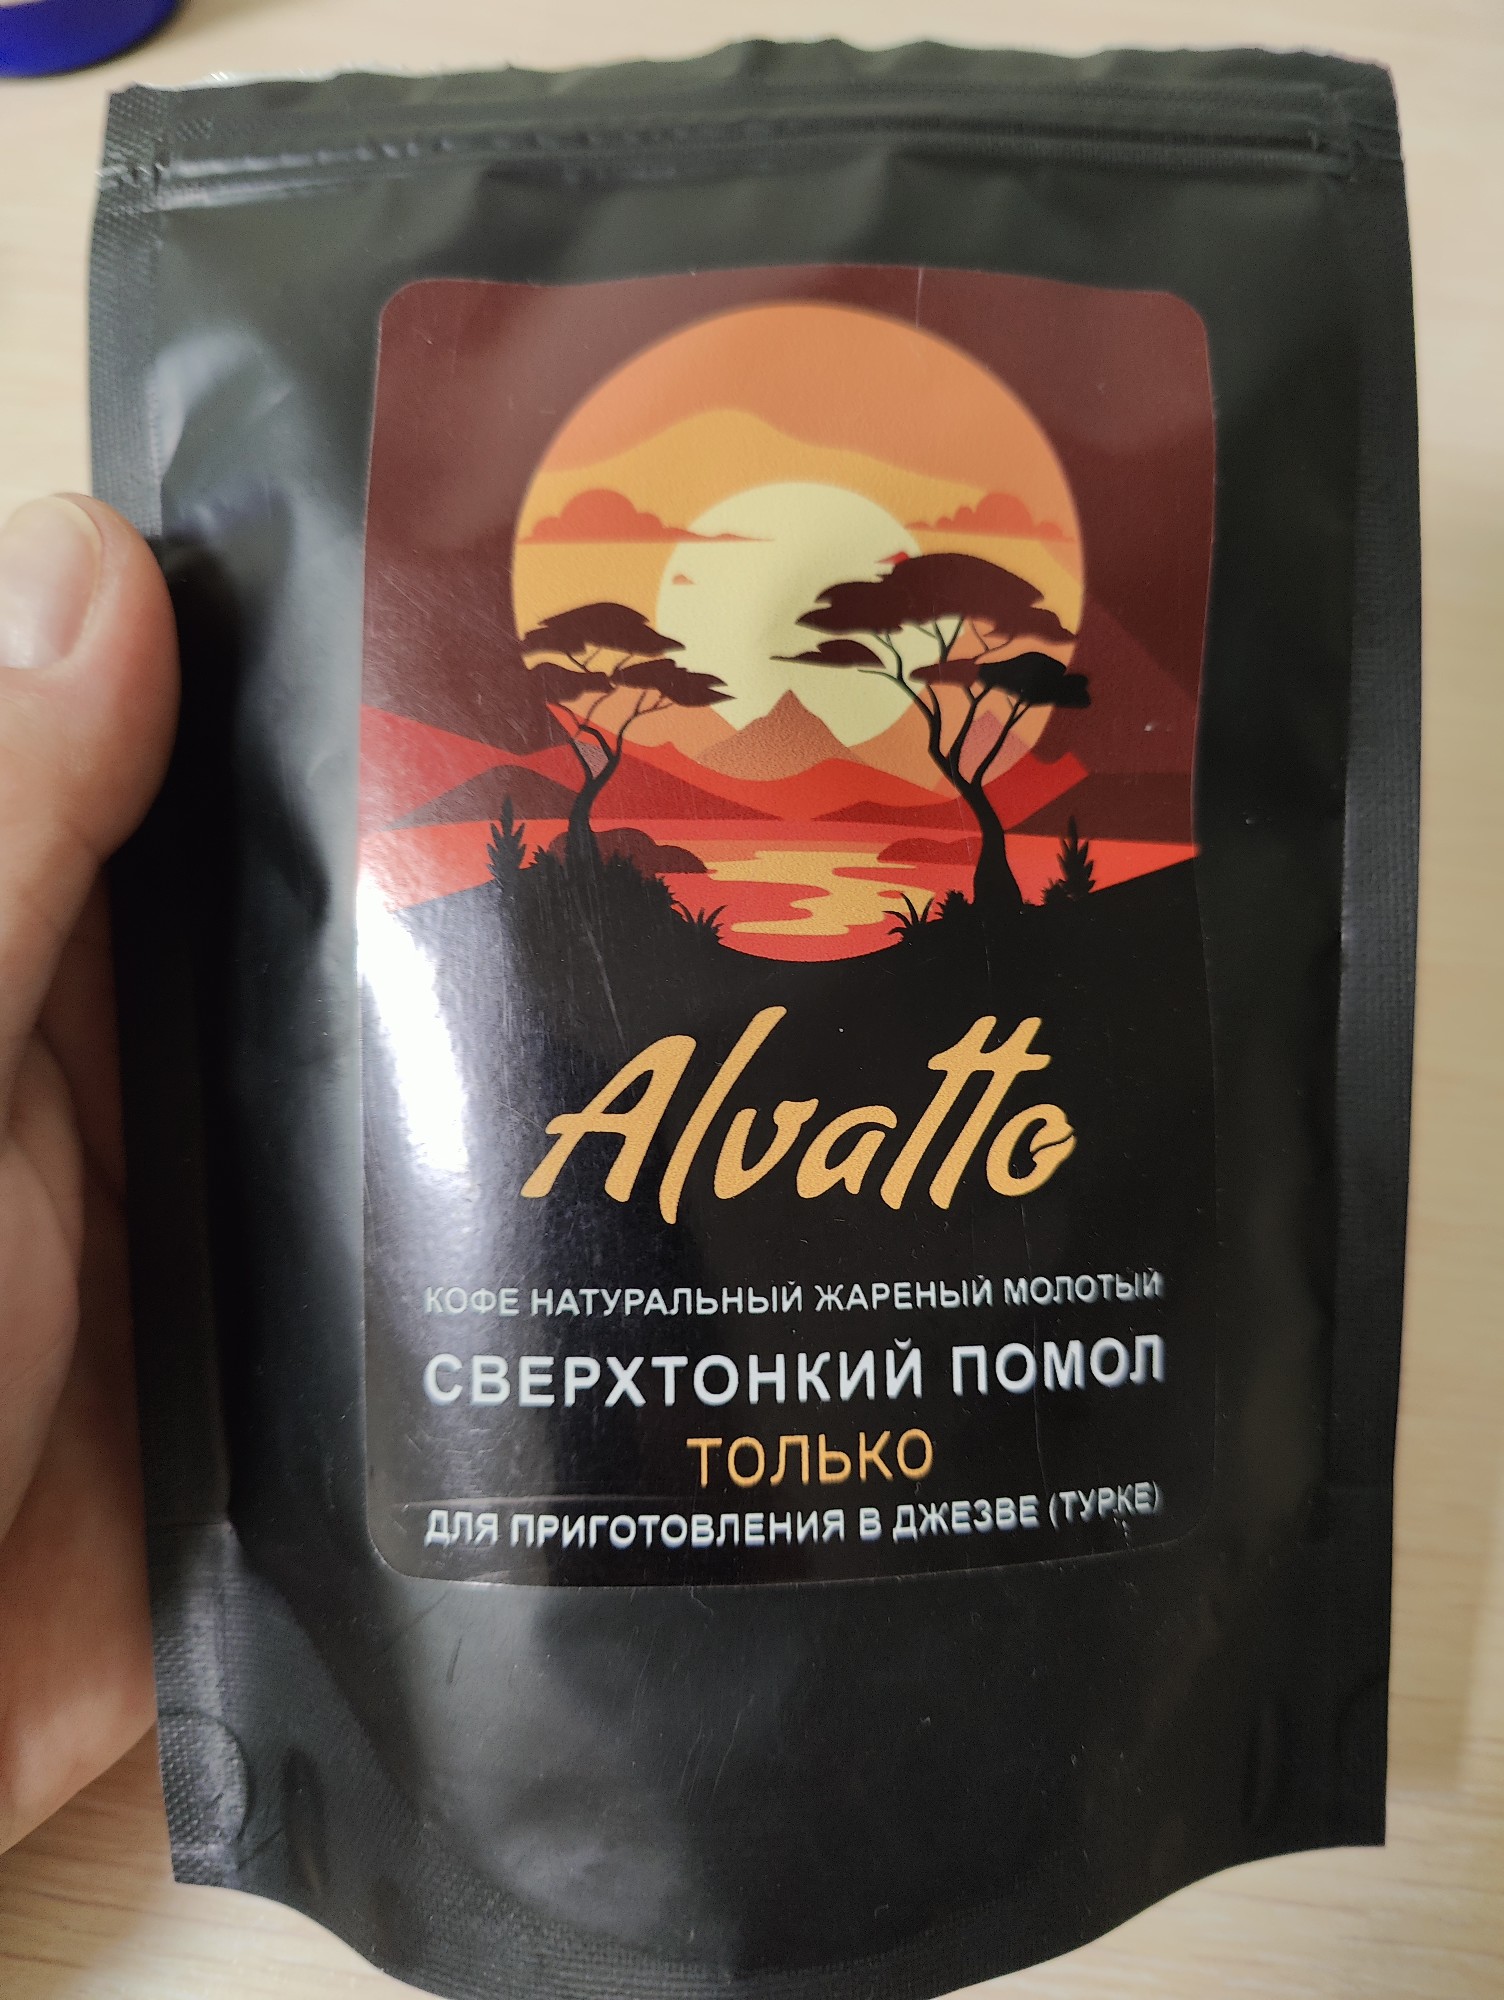 Alvatto
КОФЕ НАТУРАЛЬНЫЙ ЖАРЕНЫЙ МОЛОТЫЙ
СВЕРХТОНКИЙ ПОМОЛ
ТОЛЬКО
ДЛЯ ПРИГОТОВЛЕНИЯ В ДЖЕЗВЕ (ТУРКЕ)